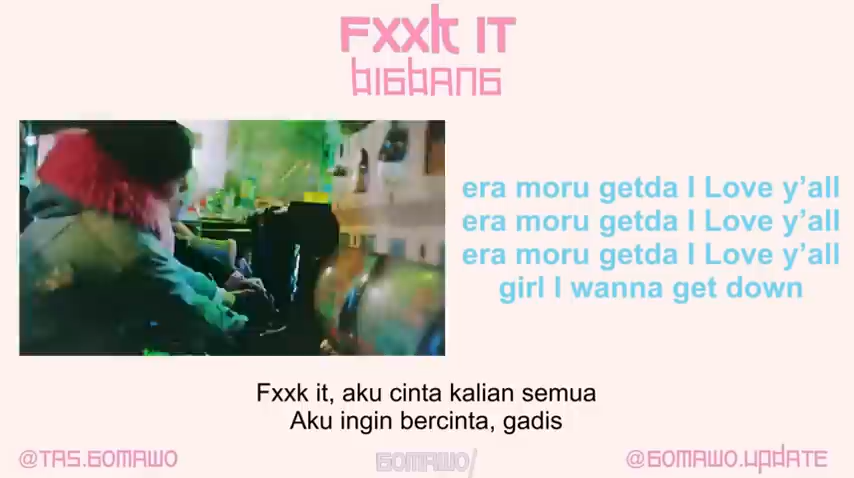 FXXK IT
BIGBANG
era moru getda I Love y’all
era moru getda I Love y’all
era moru getda I Love y’all
girl I wanna get down
Fxxk it, aku cinta kalian semua
Aku ingin bercinta, gadis
@TAS.GOMAWO
GOMAWO/
@GOMAWO.UPDATE